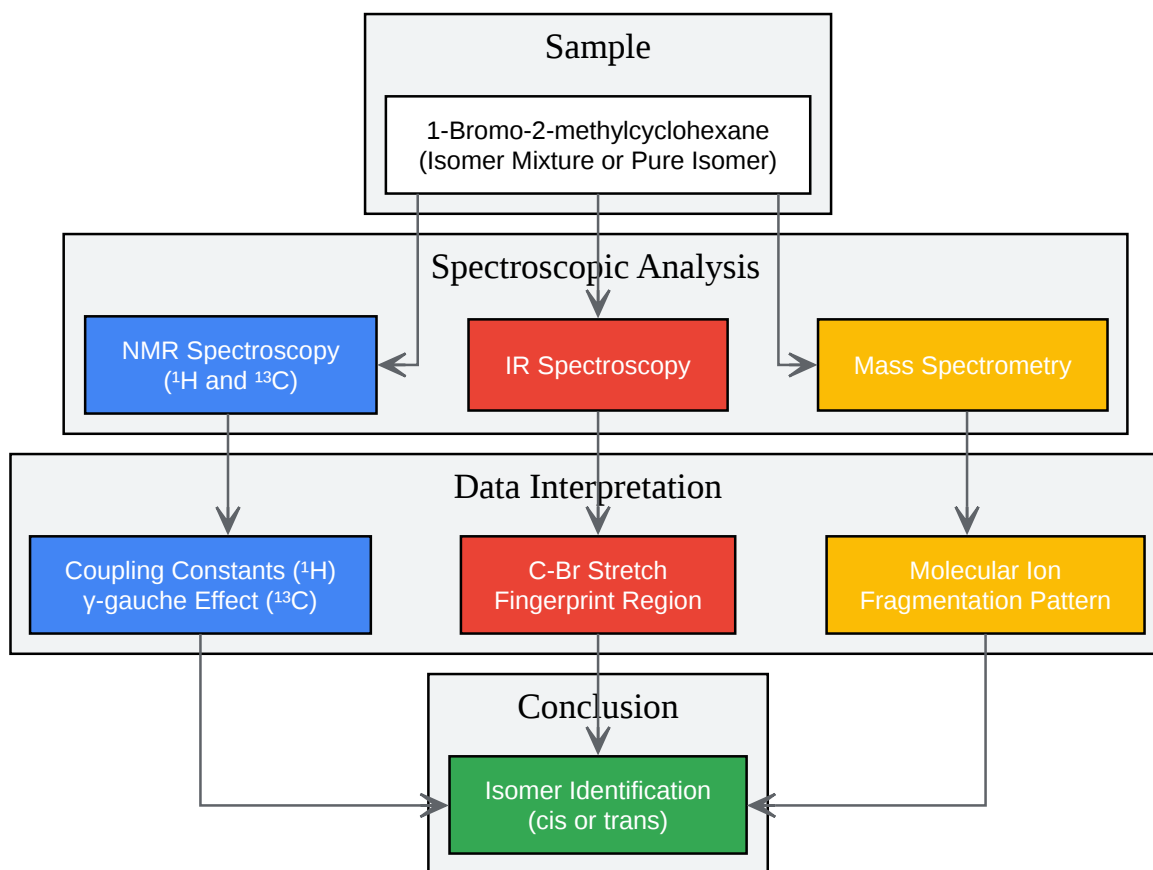 Sample
1-Bromo-2-methylcyclohexane
(Isomer Mixture or Pure Isomer)
Spectroscopic Analysis
NMR Spectroscopy
(¹H and ¹³C)
IR Spectroscopy
Mass Spectrometry
Data Interpretation
Coupling Constants (¹H)
γ-gauche Effect (¹³C)
C-Br Stretch
Fingerprint Region
Molecular Ion
Fragmentation Pattern
Conclusion
Isomer Identification
(cis or trans)